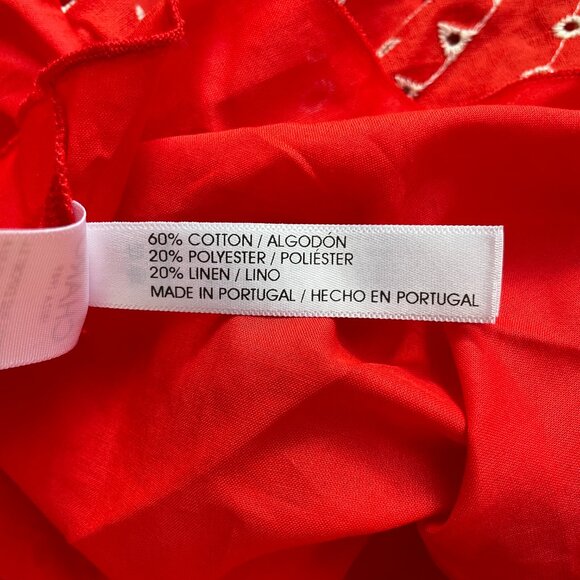 60% COTTON / ALGODÓN
20% POLYESTER / POLIÉSTER
20% LINEN / LINO
MADE IN PORTUGAL / HECHO EN PORTUGAL